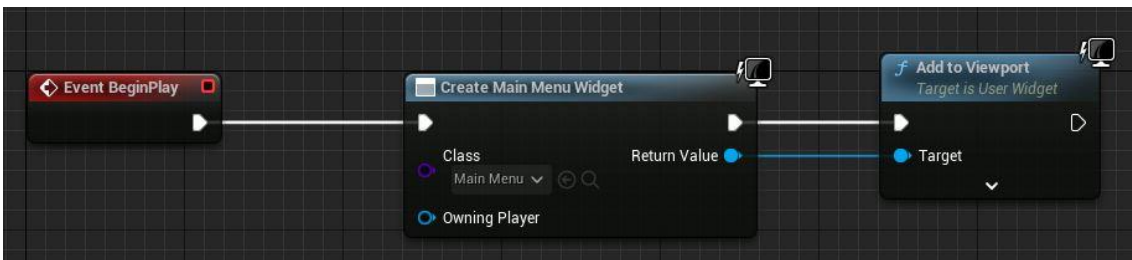 Event BeginPlay
Create Main Menu Widget
Class
Main Menu
Return Value
Owning Player
f Add to Viewport
Target is User Widget
Target